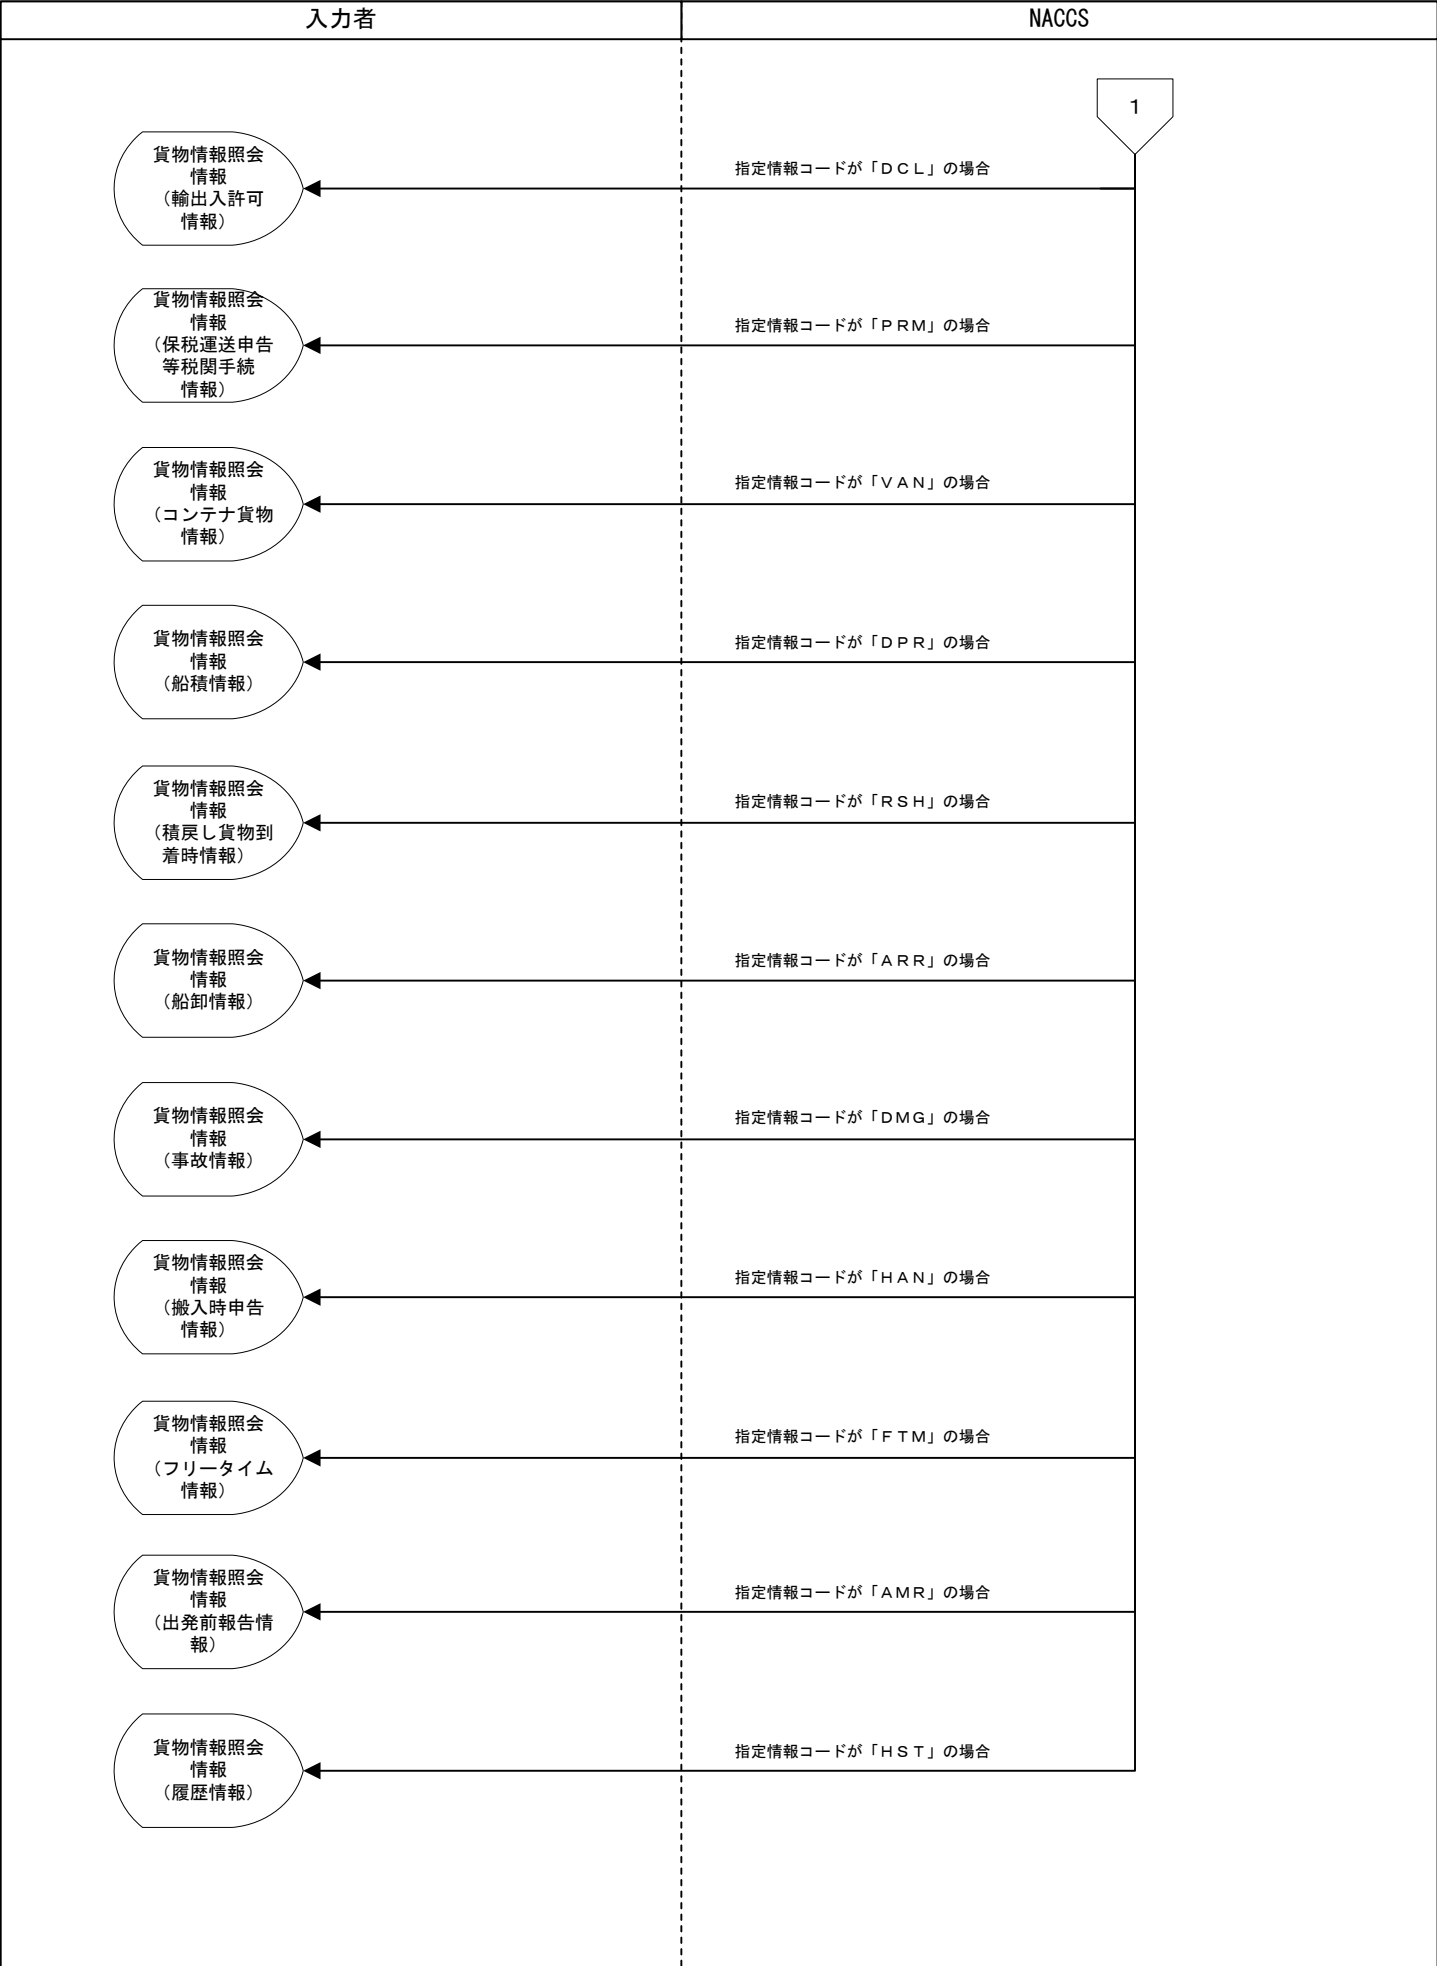 入力者
NACCS
1
貨物情報照会
情報
（輸出入許可
情報）
指定情報コードが「ＤＣＬ」の場合
貨物情報照会
情報
（保税運送申告
等税関手続
情報）
指定情報コードが「ＰＲＭ」の場合
貨物情報照会
情報
（コンテナ貨物
情報）
指定情報コードが「ＶＡＮ」の場合
貨物情報照会
情報
（船積情報）
指定情報コードが「ＤＰＲ」の場合
貨物情報照会
情報
（積戻し貨物到
着時情報）
指定情報コードが「ＲＳＨ」の場合
貨物情報照会
情報
（船卸情報）
指定情報コードが「ＡＲＲ」の場合
貨物情報照会
情報
（事故情報）
指定情報コードが「ＤＭＧ」の場合
貨物情報照会
情報
（搬入時申告
情報）
指定情報コードが「ＨＡＮ」の場合
貨物情報照会
情報
（フリータイム
情報）
指定情報コードが「ＦＴＭ」の場合
貨物情報照会
情報
（出発前報告情
報）
指定情報コードが「ＡＭＲ」の場合
貨物情報照会
情報
（履歴情報）
指定情報コードが「ＨＳＴ」の場合